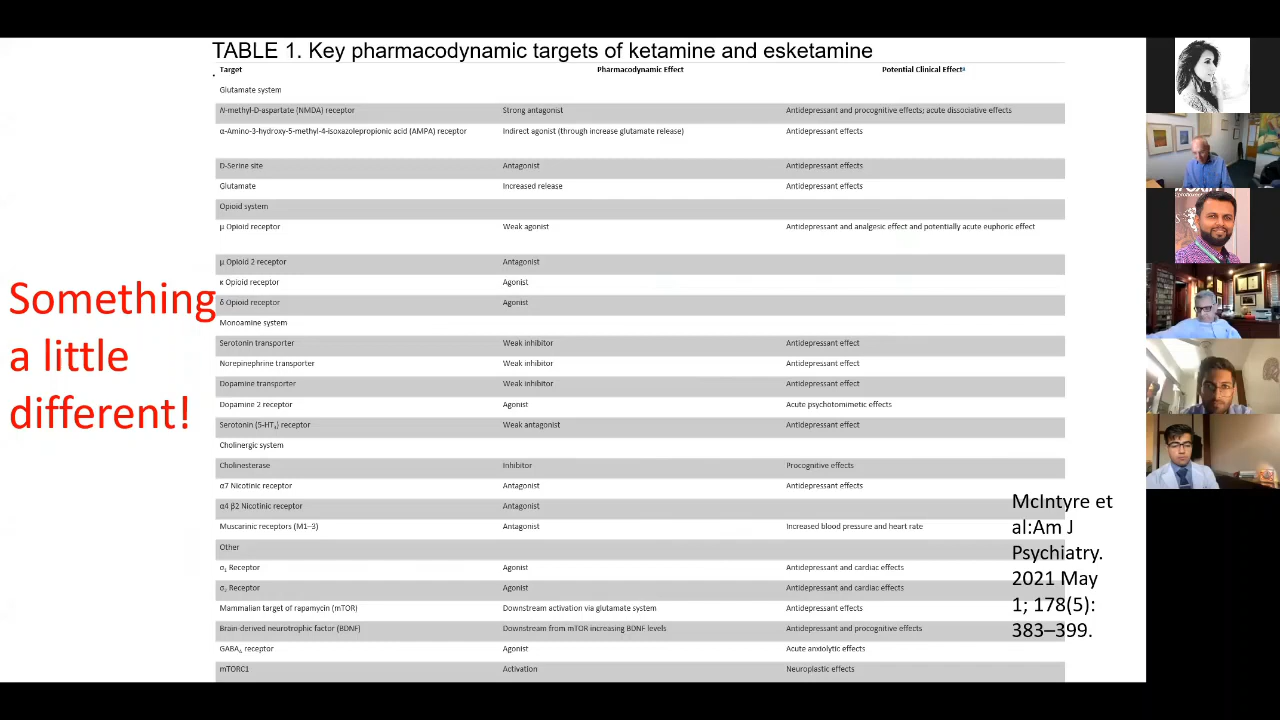 TABLE 1. Key pharmacodynamic targets of ketamine and esketamine
Target Pharmacodynamic Effect Potential Clinical Effectᵃ
Glutamate system
N-methyl-D-aspartate (NMDA) receptor Strong antagonist Antidepressant and procognitive effects; acute dissociative effects
α-Amino-3-hydroxy-5-methyl-4-isoxazolepropionic acid (AMPA) receptor Indirect agonist (through increase glutamate release) Antidepressant effects
D-Serine site Antagonist Antidepressant effects
Glutamate Increased release Antidepressant effects
Opioid system
μ Opioid receptor Weak agonist Antidepressant and analgesic effect and potentially acute euphoric effect
μ Opioid 2 receptor Antagonist
κ Opioid receptor Agonist
δ Opioid receptor Agonist
Monoamine system
Serotonin transporter Weak inhibitor Antidepressant effect
Norepinephrine transporter Weak inhibitor Antidepressant effect
Dopamine transporter Weak inhibitor Antidepressant effect
Dopamine 2 receptor Agonist Acute psychotomimetic effects
Serotonin (5-HT) receptor Weak antagonist Antidepressant effect
Cholinergic system
Cholinesterase Inhibitor Procognitive effects
α7 Nicotinic receptor Antagonist Antidepressant effects
α4 β2 Nicotinic receptor Antagonist
Muscarinic receptors (M1–3) Antagonist Increased blood pressure and heart rate
Other
σ₁ Receptor Agonist Antidepressant and cardiac effects
σ₂ Receptor Agonist Antidepressant and cardiac effects
Mammalian target of rapamycin (mTOR) Downstream activation via glutamate system Antidepressant effects
Brain-derived neurotrophic factor (BDNF) Downstream from mTOR increasing BDNF levels Antidepressant and procognitive effects
GABA receptor Agonist Acute anxiolytic effects
mTORC1 Activation Neuroplastic effects
Something
a little
different!
McIntyre et
al:Am J
Psychiatry.
2021 May
1; 178(5):
383–399.